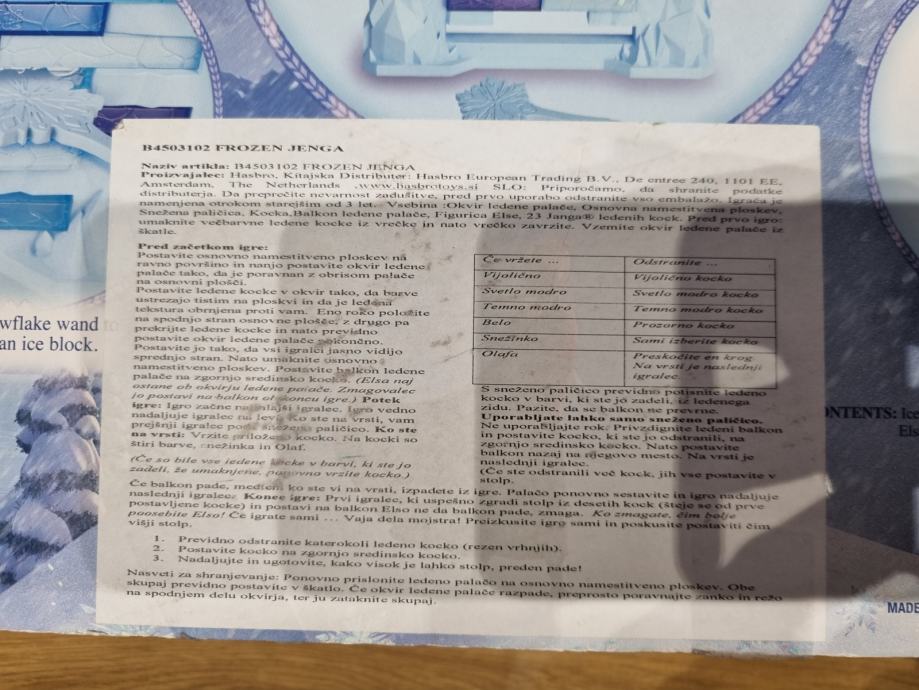 B4503102 FROZEN JENGA
Naziv artikla: B4503102 FROZEN JENGA
Proizvajalec: Hasbro, Kitajska Distributer: Hasbro European Trading B.V., De entree 240, 1101 EE,
Amsterdam, The Netherlands .www.hasbrotoys.si SLO: Priporočamo, da shranite podatke
distributerja. Da preprečite nevarnost zadušitve, pred prvo uporabo odstranite vso embalažo. Igrača je
namenjena otrokom starejšim od 3 let. Vsebina :Okvir ledene palače, Osnovna namestitvena ploskev,
Snežena paličica, Kocka,Balkon ledene palače, Figurica Else, 23 Janga® ledenih kock. Pred prvo igro:
umaknite večbarvne ledene kocke iz vrečke in nato vrečko zavrzite. Vzemite okvir ledene palače iz
škatle.
Pred začetkom igre:
Postavite osnovno namestitveno ploskev na
ravno površino in nanjo postavite okvir ledene
palače tako, da je poravnan z obrisom palače
na osnovni plošči.
Postavite ledene kocke v okvir tako, da barve
ustrezajo tistim na ploskvi in da je ledena
tekstura obrnjena proti vam. Eno roko položite
na spodnjo stran osnovne plošče, z drugo pa
prekrijte ledene kocke in nato previdno
postavite okvir ledene palače pokončno.
Postavite jo tako, da vsi igralci jasno vidijo
sprednjo stran. Nato umaknite osnovno
namestitveno ploskev. Postavite balkon ledene
palače na zgornjo sredinsko kocko. (Elsa naj
ostane ob okvirju ledene palače. Zmagovalec
jo postavi na balkon ob koncu igre.) Potek
igre: Igro začne najmlajši igralec. Igro vedno
nadaljuje igralec na levi. Ko ste na vrsti, vam
prejšnji igralec poda sneženo paličico. Ko ste
na vrsti: Vrzite priloženo kocko. Na kocki so
štiri barve, snežinka in Olaf.
(Če so bile vse ledene kocke v barvi, ki ste jo
zadeli, že umaknjene, ponovno vrzite kocko.)
Če vržete ... Odstranite ...
Vijolično Vijolično kocko
Svetlo modro Svetlo modro kocko
Temno modro Temno modro kocko
Belo Prozorno kocko
Snežinko Sami izberite kocko
Olafa Preskočite en krog.
Na vrsti je naslednji
igralec.
S sneženo paličico previdno potisnite ledeno
kocko v barvi, ki ste jo zadeli, iz ledenega
zidu. Pazite, da se balkon ne prevrne.
Uporabljate lahko samo sneženo paličico.
Ne uporabljajte rok. Privzdignite ledeni balkon
in postavite kocko, ki ste jo odstranili, na
zgornjo sredinsko kocko. Nato postavite
balkon nazaj na njegovo mesto. Na vrsti je
naslednji igralec.
(Če ste odstranili več kock, jih vse postavite v
stolp.
Če balkon pade, medtem ko ste vi na vrsti, izpadete iz igre. Palačo ponovno sestavite in igro nadaljuje
naslednji igralec. Konec igre: Prvi igralec, ki uspešno zgradi stolp iz desetih kock (šteje se od prve
postavljene kocke) in postavi na balkon Elso ne da balkon pade, zmaga. Ko zmagate, čim bolje
poosebite Elso! Če igrate sami ... Vaja dela mojstra! Preizkusite igro sami in poskusite postaviti čim
višji stolp.
1. Previdno odstranite katerokoli ledeno kocko (rezen vrhnjih).
2. Postavite kocko na zgornjo sredinsko kocko.
3. Nadaljujte in ugotovite, kako visok je lahko stolp, preden pade!
Nasveti za shranjevanje: Ponovno prislonite ledeno palačo na osnovno namestitveno ploskev. Obe
skupaj previdno postavite v škatlo. Če okvir ledene palače razpade, preprosto poravnajte zanko in režo
na spodnjem delu okvirja, ter ju zataknite skupaj.
wflake wand to
an ice block.
NTENTS: Ice
Els
MADE